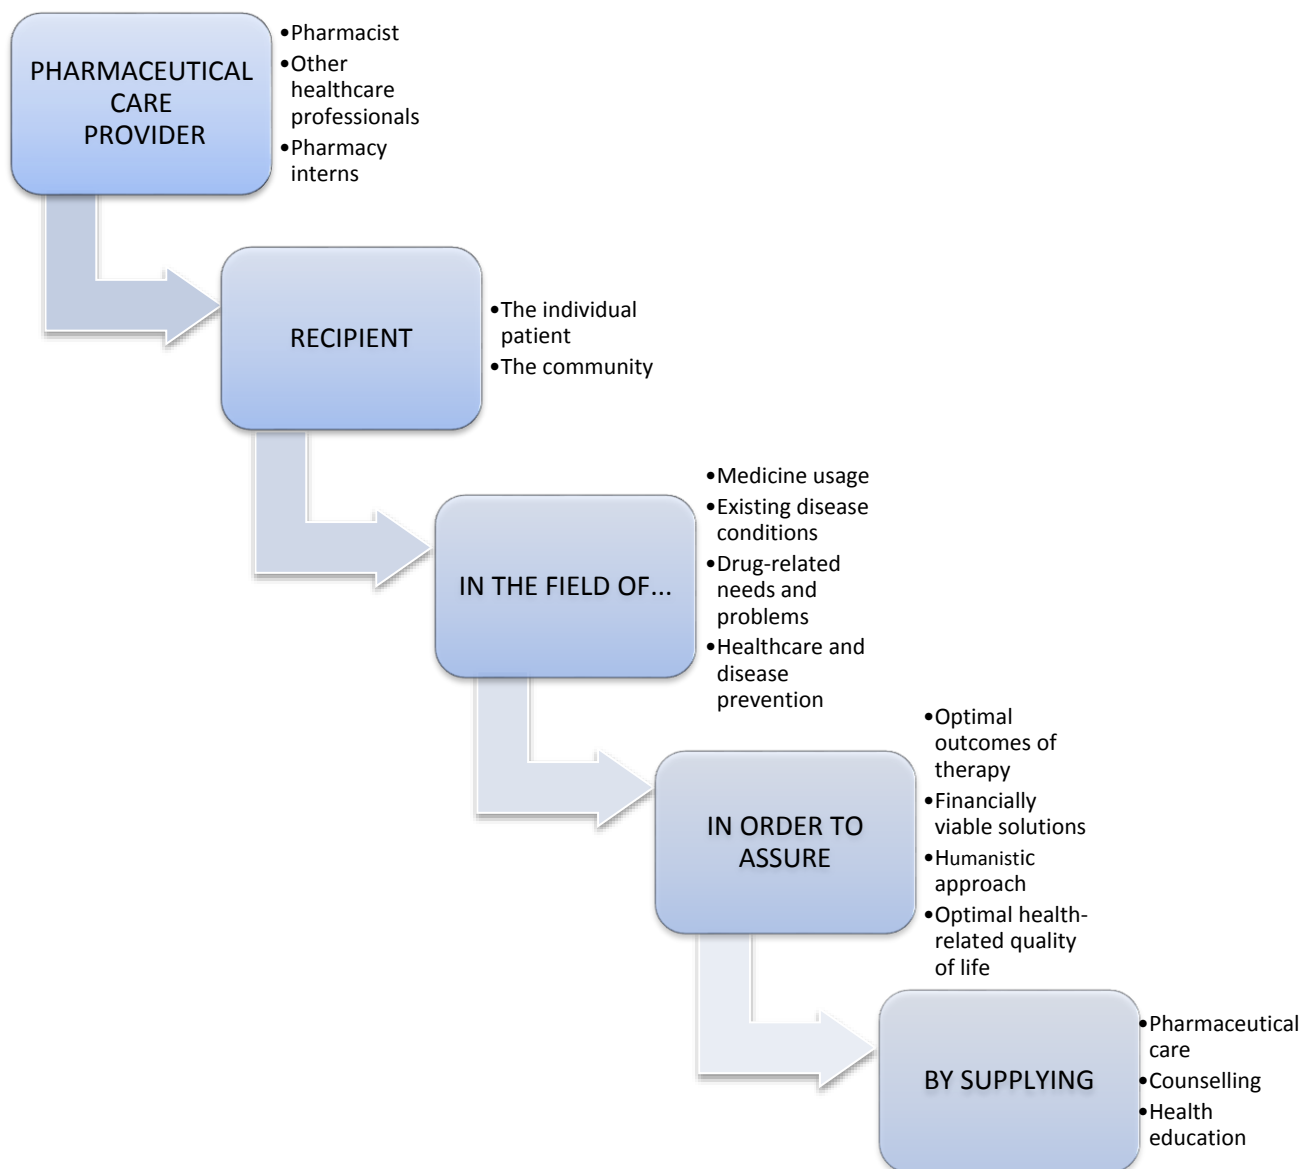 PHARMACEUTICAL
CARE
PROVIDER
•Pharmacist
•Other
healthcare
professionals
•Pharmacy
interns
RECIPIENT
•The individual
patient
•The community
IN THE FIELD OF...
•Medicine usage
•Existing disease
conditions
•Drug-related
needs and
problems
•Healthcare and
disease
prevention
IN ORDER TO
ASSURE
•Optimal
outcomes of
therapy
•Financially
viable solutions
•Humanistic
approach
•Optimal health-
related quality
of life
BY SUPPLYING
•Pharmaceutical
care
•Counselling
•Health
education